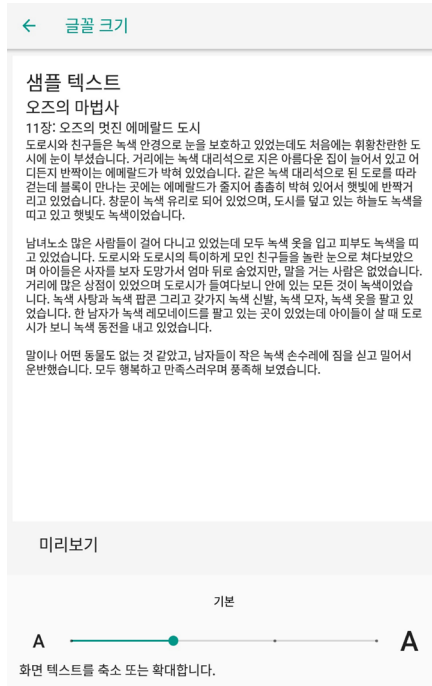 글꼴 크기
샘플 텍스트
오즈의 마법사
11장: 오즈의 멋진 에메랄드 도시
도로시와 친구들은 녹색 안경으로 눈을 보호하고 있었는데도 처음에는 휘황찬란한 도
시에 눈이 부셨습니다. 거리에는 녹색 대리석으로 지은 아름다운 집이 늘어서 있고 어
디든지 반짝이는 에메랄드가 박혀 있었습니다. 같은 녹색 대리석으로 된 도로를 따라
걷는데 블록이 만나는 곳에는 에메랄드가 줄지어 촘촘히 박혀 있어서 햇빛에 반짝거
리고 있었습니다. 창문이 녹색 유리로 되어 있었으며, 도시를 덮고 있는 하늘도 녹색을
띠고 있고 햇빛도 녹색이었습니다.
남녀노소 많은 사람들이 걸어 다니고 있었는데 모두 녹색 옷을 입고 피부도 녹색을 띠
고 있었습니다. 도로시와 도로시의 특이하게 모인 친구들을 놀란 눈으로 쳐다보았으
며 아이들은 사자를 보자 도망가서 엄마 뒤로 숨었지만, 말을 거는 사람은 없었습니다.
거리에 많은 상점이 있었으며 도로시가 들여다보니 안에 있는 모든 것이 녹색이었습
니다. 녹색 사탕과 녹색 팝콘 그리고 갖가지 녹색 신발, 녹색 모자, 녹색 옷을 팔고 있
었습니다. 한 남자가 녹색 레모네이드를 팔고 있는 곳이 있었는데 아이들이 살 때 도로
시가 보니 녹색 동전을 내고 있었습니다.
말이나 어떤 동물도 없는 것 같았고, 남자들이 작은 녹색 손수레에 짐을 싣고 밀어서
운반했습니다. 모두 행복하고 만족스러우며 풍족해 보였습니다.
미리보기
기본
A A
화면 텍스트를 축소 또는 확대합니다.